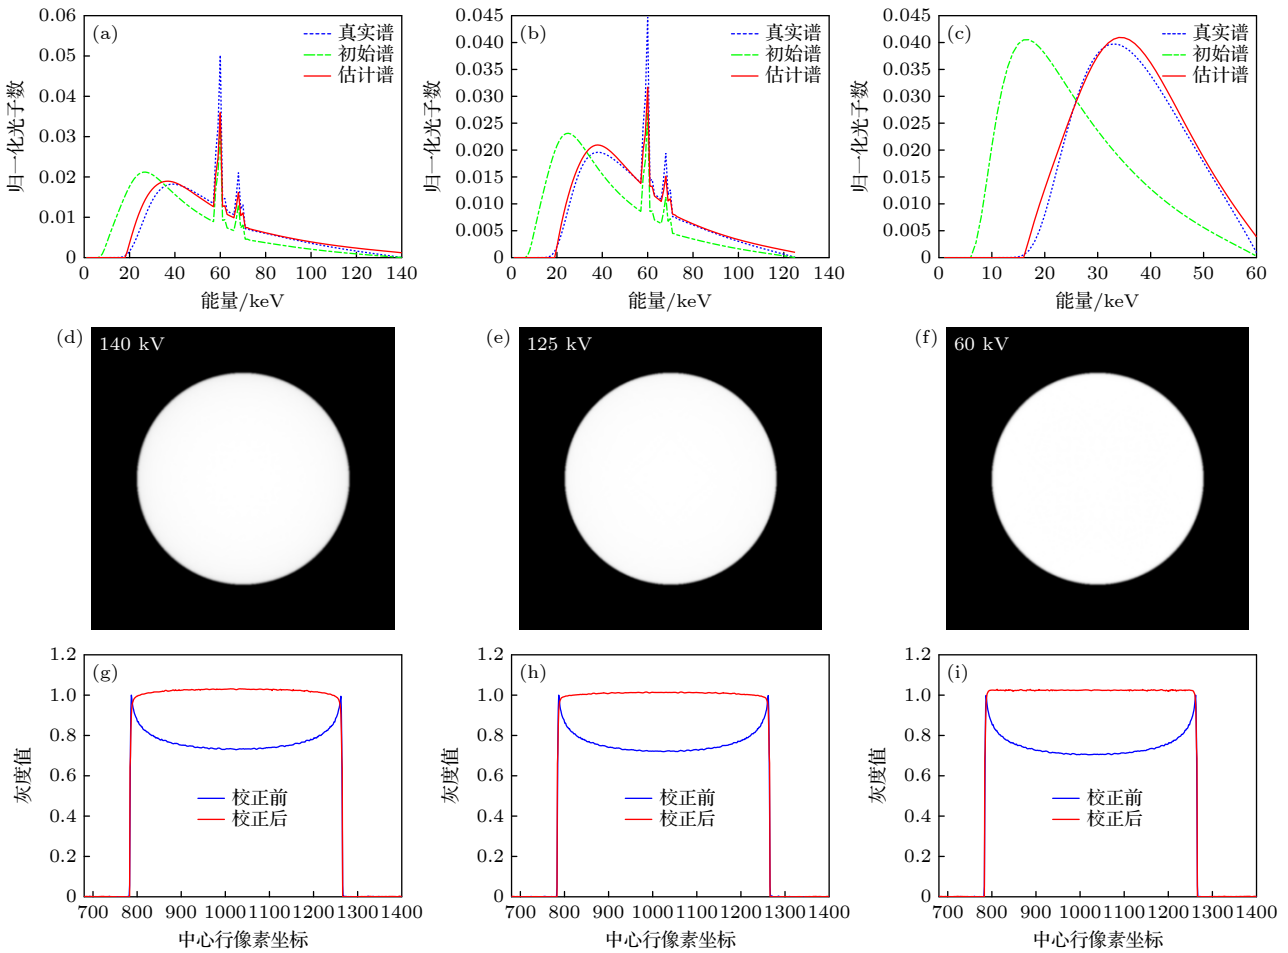 (a)
真实谱
初始谱
估计谱
归一化光子数
0.06
0.05
0.04
0.03
0.02
0.01
0
0 20 40 60 80 100 120 140
能量/keV
(b)
真实谱
初始谱
估计谱
归一化光子数
0.045
0.040
0.035
0.030
0.025
0.020
0.015
0.010
0.005
0
0 20 40 60 80 100 120 140
能量/keV
(c)
真实谱
初始谱
估计谱
归一化光子数
0.045
0.040
0.035
0.030
0.025
0.020
0.015
0.010
0.005
0
0 10 20 30 40 50 60
能量/keV
(d)
140 kV
(e)
125 kV
(f)
60 kV
(g)
灰度值
1.2
1.0
0.8
0.6
0.4
0.2
0
校正前
校正后
700 800 900 1000 1100 1200 1300 1400
中心行像素坐标
(h)
灰度值
1.2
1.0
0.8
0.6
0.4
0.2
0
校正前
校正后
700 800 900 1000 1100 1200 1300 1400
中心行像素坐标
(i)
灰度值
1.2
1.0
0.8
0.6
0.4
0.2
0
校正前
校正后
700 800 900 1000 1100 1200 1300 1400
中心行像素坐标